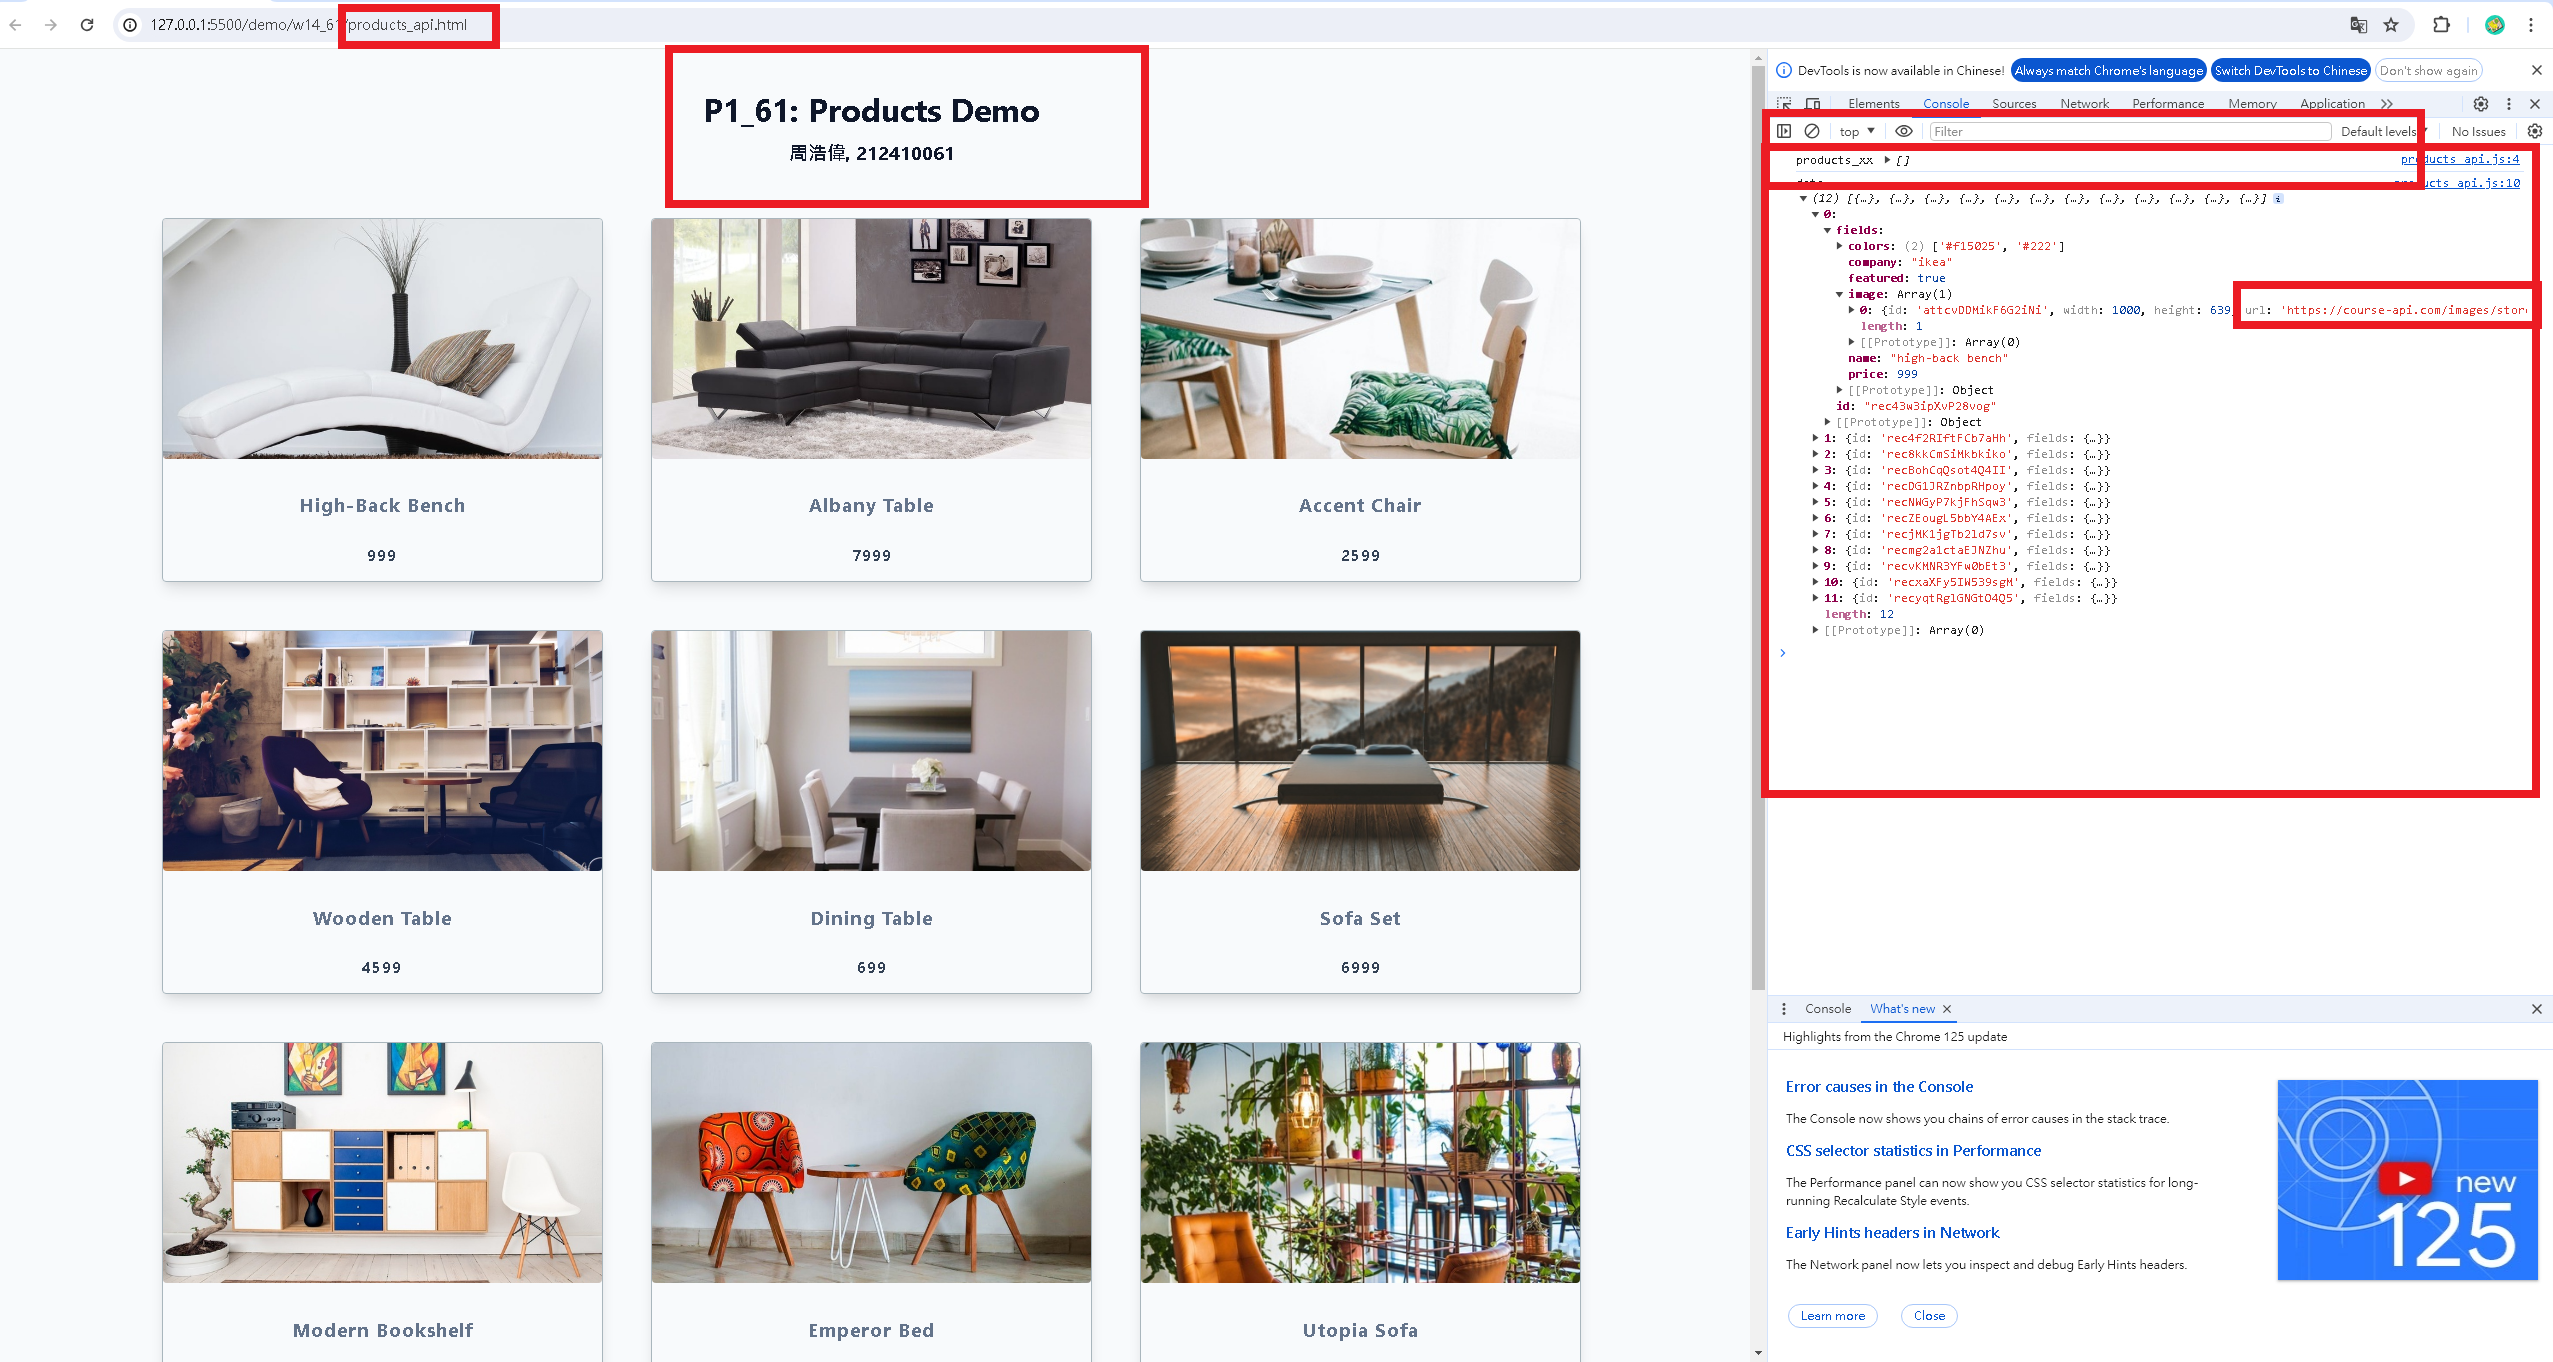 127.0.0.1:5500/demo/w14_61/products_api.html
P1_61: Products Demo
周浩偉, 212410061
High-Back Bench
999
Albany Table
7999
Accent Chair
2599
Wooden Table
4599
Dining Table
699
Sofa Set
6999
Modern Bookshelf
Emperor Bed
Utopia Sofa
DevTools is now available in Chinese! Always match Chrome's language Switch DevTools to Chinese Don't show again
Elements Console Sources Network Performance Memory Application
top Filter Default levels No Issues
products_xx [] products_api.js:4
products_api.js:10
(12) [{…}, {…}, {…}, {…}, {…}, {…}, {…}, {…}, {…}, {…}, {…}, {…}]
0:
fields:
colors: (2) ['#f15025', '#222']
company: "ikea"
featured: true
image: Array(1)
0: {id: 'attcvDDMikF6G2iNi', width: 1000, height: 639, url: 'https://course-api.com/images/stor
length: 1
[[Prototype]]: Array(0)
name: "high-back bench"
price: 999
[[Prototype]]: Object
id: "rec43w3ipXvP28vog"
[[Prototype]]: Object
1: {id: 'rec4f2RIftFCb7aHh', fields: {…}}
2: {id: 'rec8kkCmSiMkbkiko', fields: {…}}
3: {id: 'recBohCqQsot4Q4II', fields: {…}}
4: {id: 'recDG1JRZnbpRHpoy', fields: {…}}
5: {id: 'recNWGyP7kjFhSqw3', fields: {…}}
6: {id: 'recZEougL5bbY4AEx', fields: {…}}
7: {id: 'recjMK1jgTb2ld7sv', fields: {…}}
8: {id: 'recmg2a1ctaEJNZhu', fields: {…}}
9: {id: 'recvKMNR3YFw0bEt3', fields: {…}}
10: {id: 'recxaXFy5IW539sgM', fields: {…}}
11: {id: 'recyqtRglGNGtO4Q5', fields: {…}}
length: 12
[[Prototype]]: Array(0)
Console What's new
Highlights from the Chrome 125 update
Error causes in the Console
The Console now shows you chains of error causes in the stack trace.
CSS selector statistics in Performance
The Performance panel can now show you CSS selector statistics for long-
running Recalculate Style events.
Early Hints headers in Network
The Network panel now lets you inspect and debug Early Hints headers.
Learn more Close
new
125